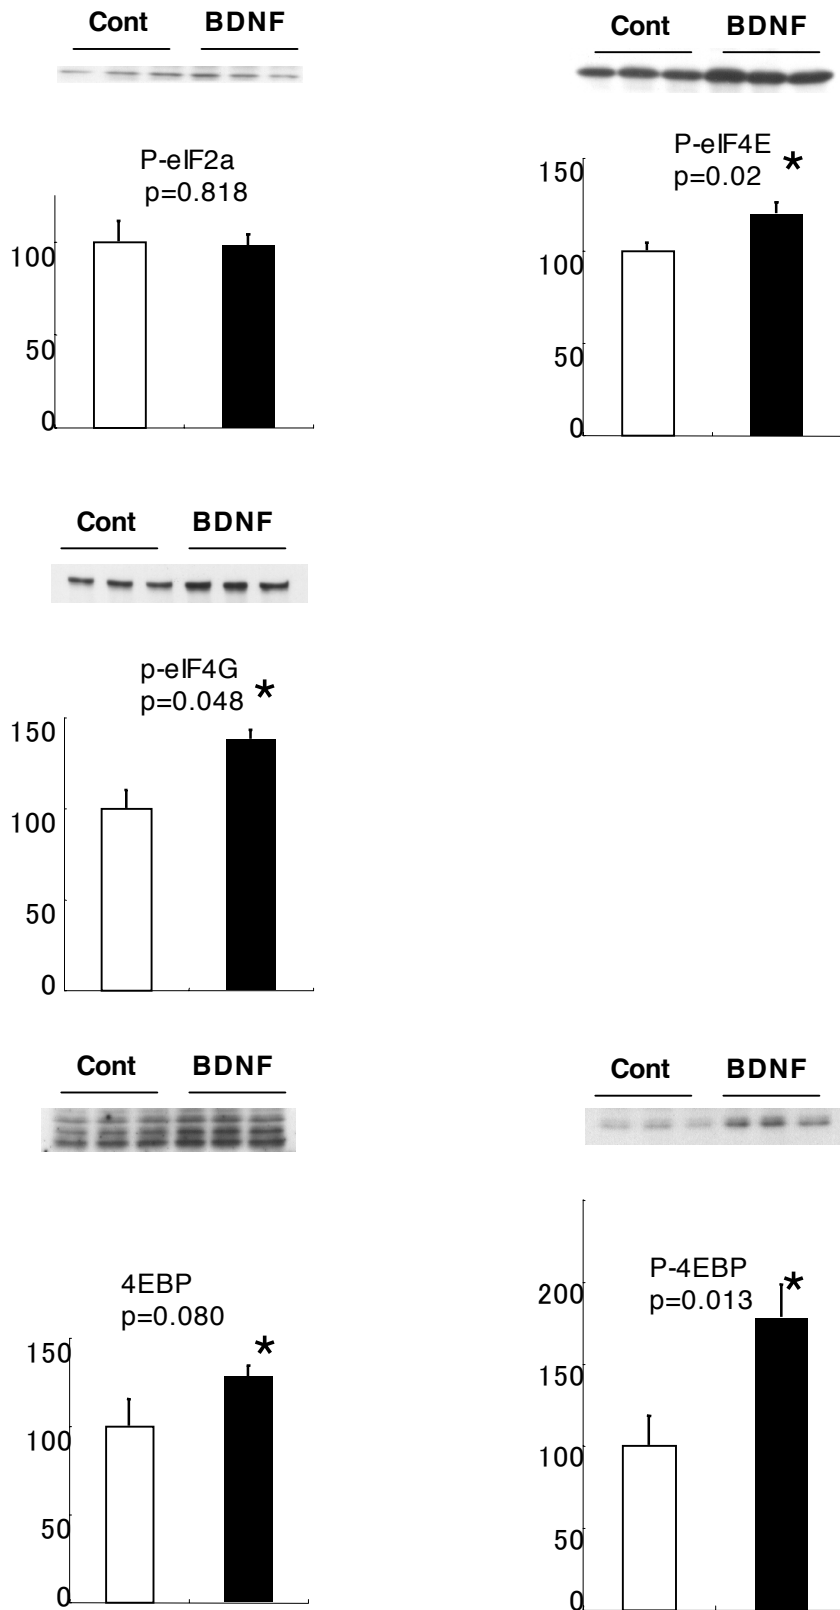 Cont BDNF
P-eIF2a
p=0.818
100
50
0
Cont BDNF
P-eIF4E *
p=0.02
150
100
50
0
Cont BDNF
p-eIF4G
p=0.048 *
150
100
50
0
Cont BDNF
4EBP
p=0.080
*
150
100
50
0
Cont BDNF
P-4EBP
p=0.013 *
200
150
100
50
0